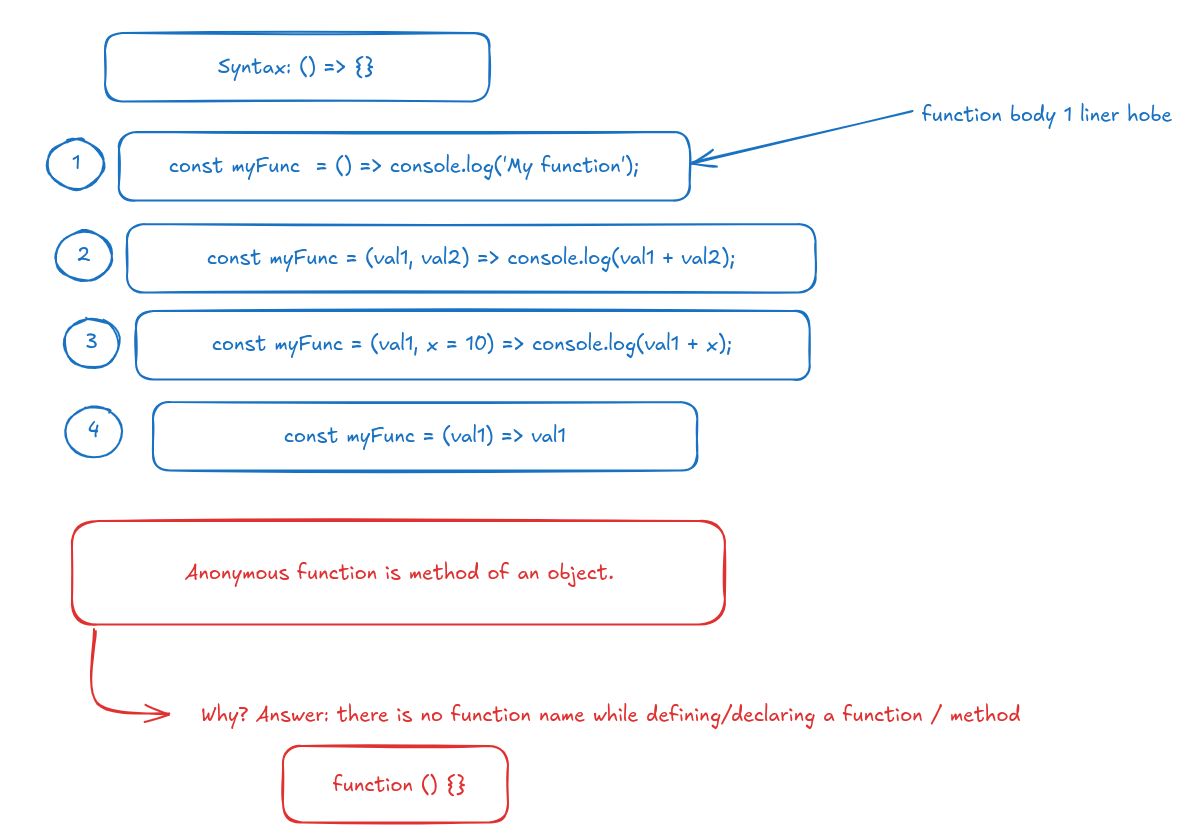 Syntax: () => {}
function body 1 liner hobe
1
const myFunc  = () => console.log('My function');
2
const myFunc = (val1, val2) => console.log(val1 + val2);
3
const myFunc = (val1, x = 10) => console.log(val1 + x);
4
const myFunc = (val1) => val1
Anonymous function is method of an object.
Why? Answer: there is no function name while defining/declaring a function / method
function () {}